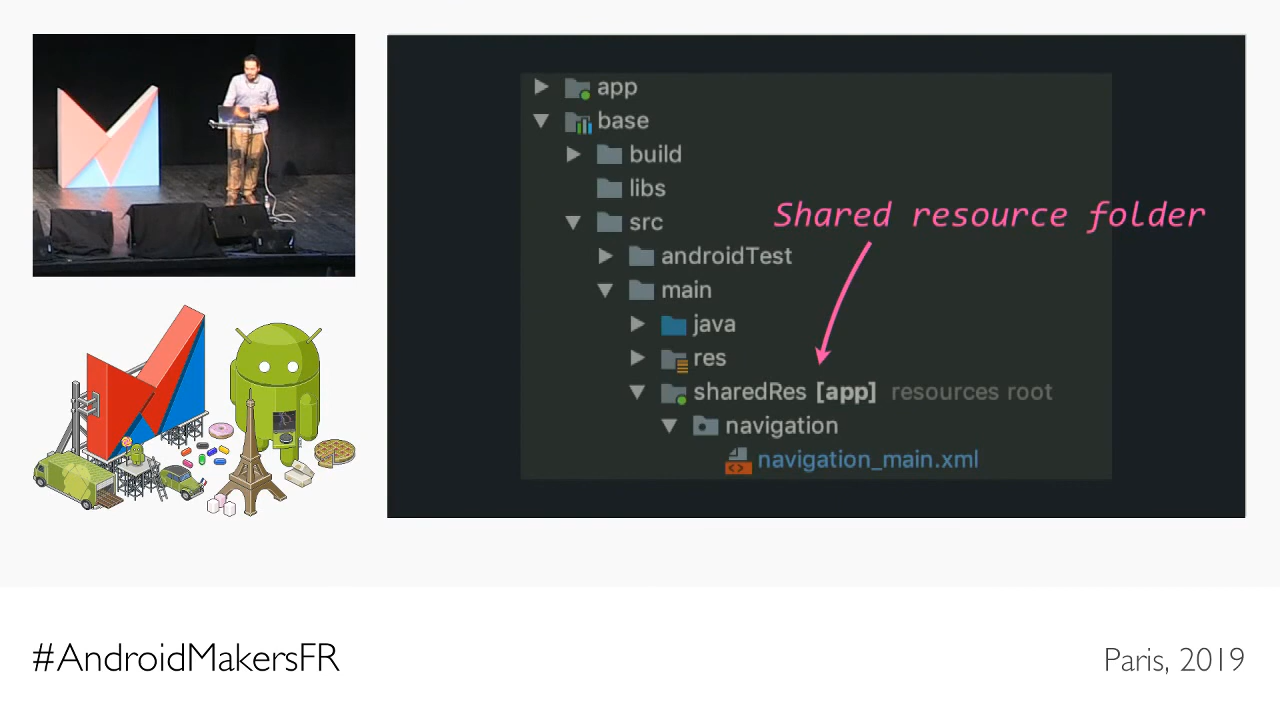 app
base
build
libs
src
Shared resource folder
androidTest
main
java
res
sharedRes [app] resources root
navigation
navigation_main.xml
#AndroidMakersFR
Paris, 2019